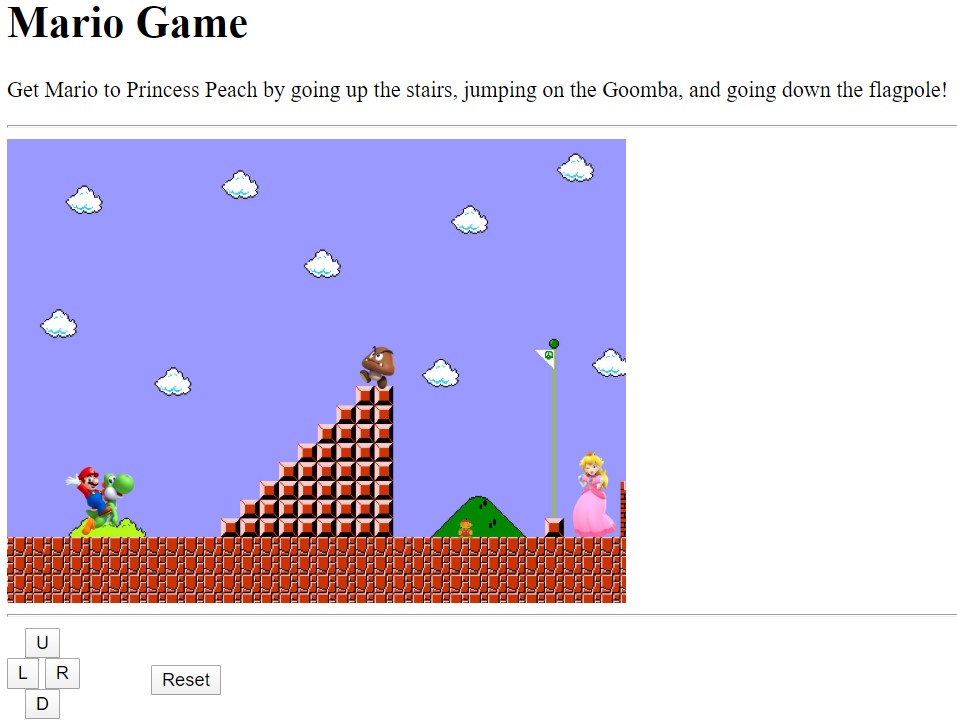 Mario Game
Get Mario to Princess Peach by going up the stairs, jumping on the Goomba, and going down the flagpole!
U
L R
Reset
D